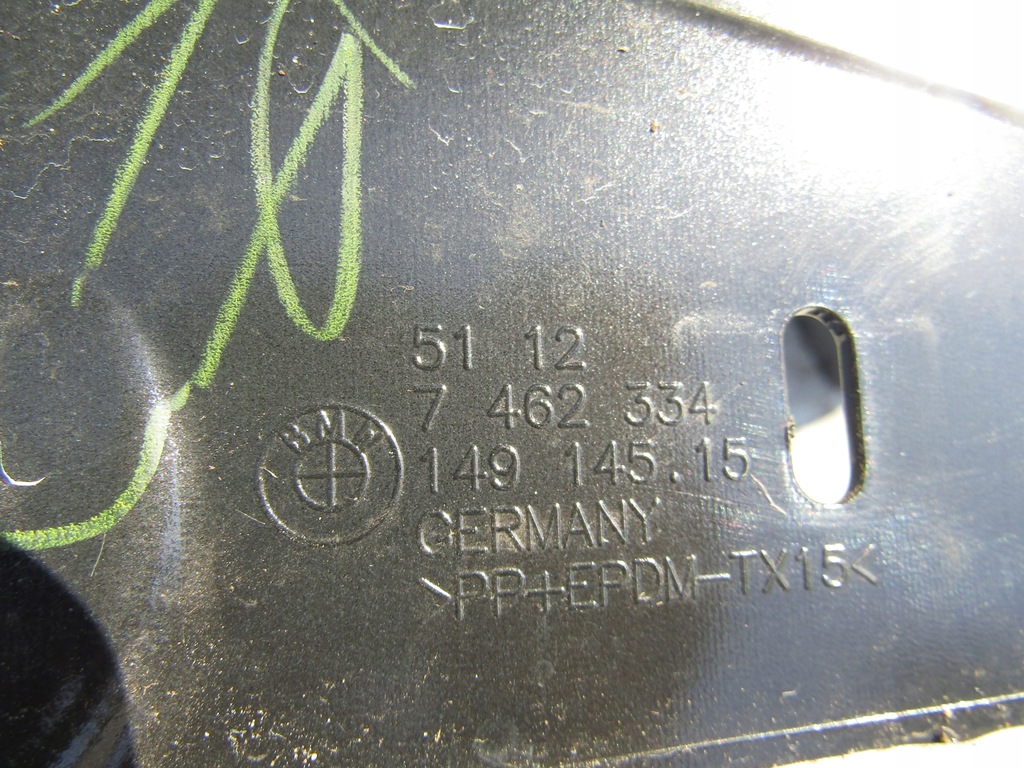 51 12
7 462 334
BMW
149 145.15
GERMANY
>PP+EPDM-TX15<